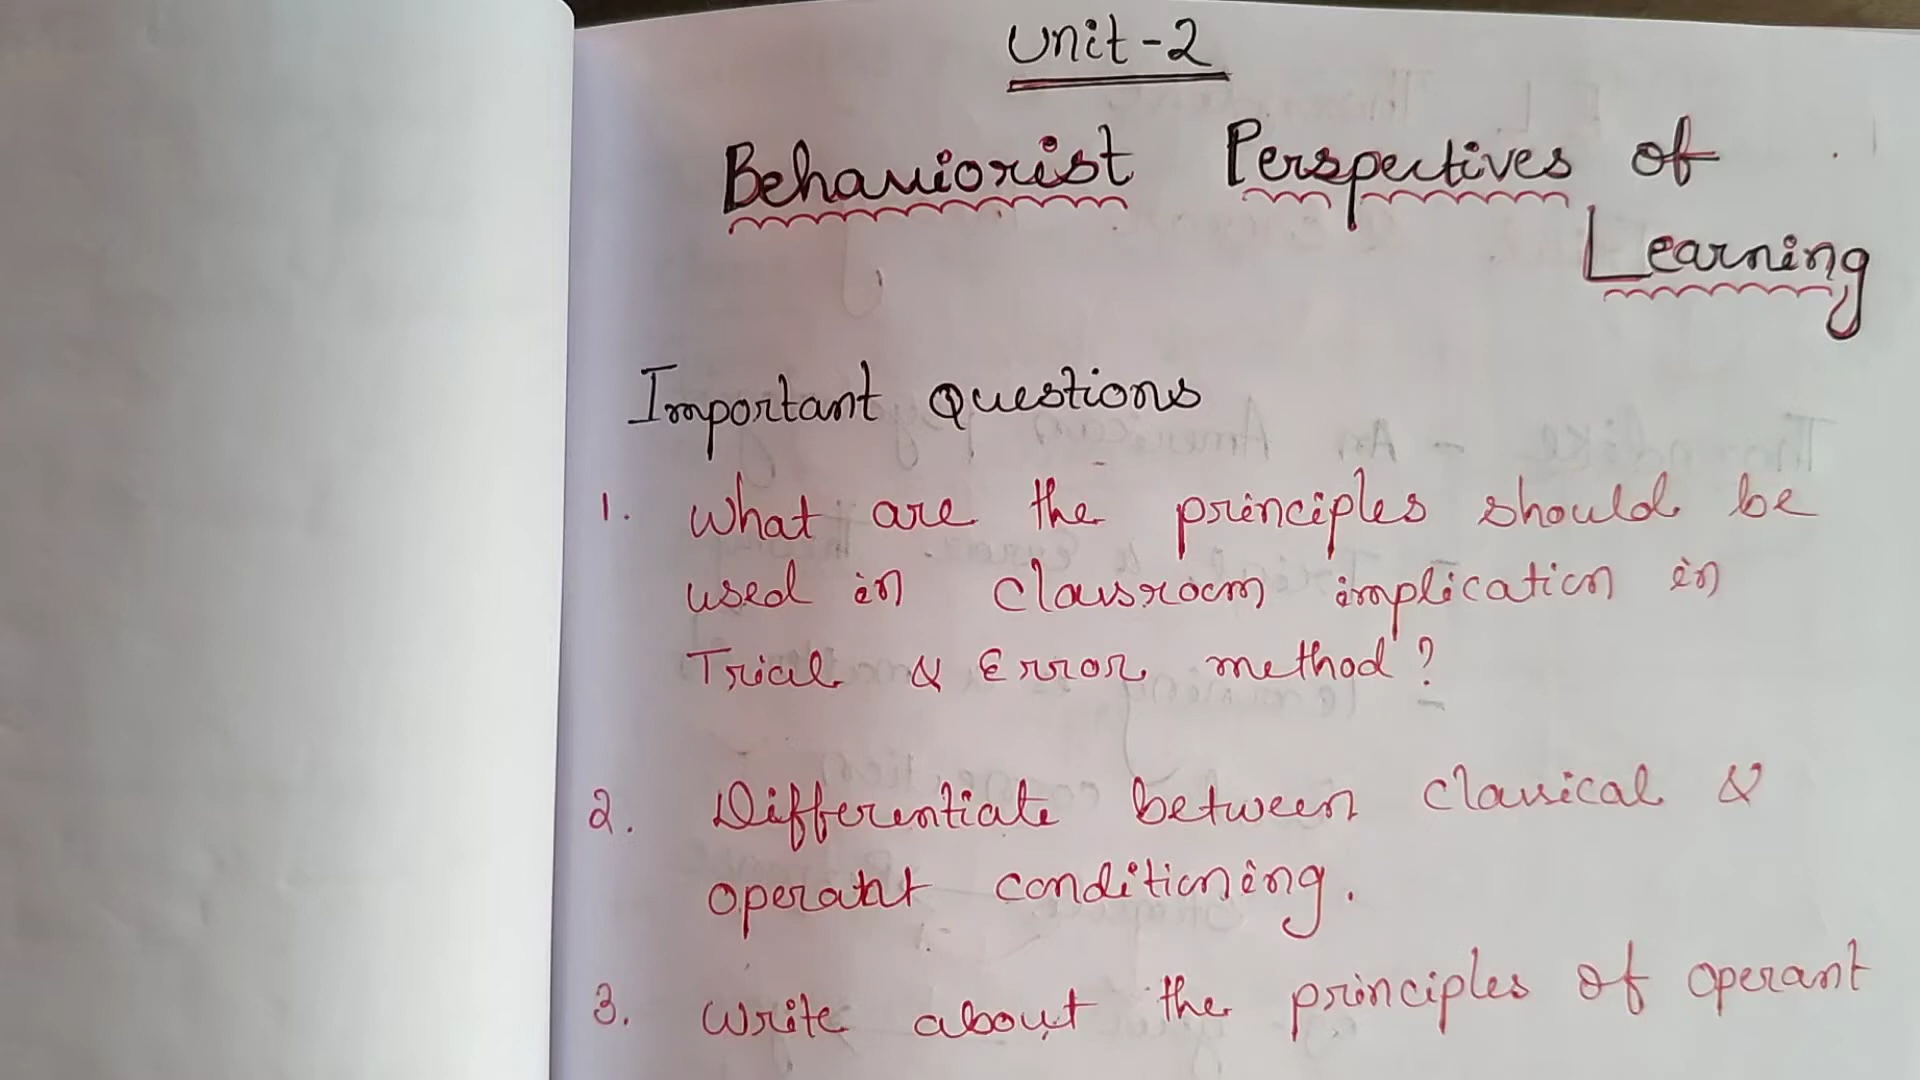 Unit-2
Behaviorist Perspectives of
Learning
Important Questions
1. What are the principles should be
used in classroom implication in
Trial & Error method?
2. Differentiate between classical &
operant conditioning.
3. Write about the principles of operant